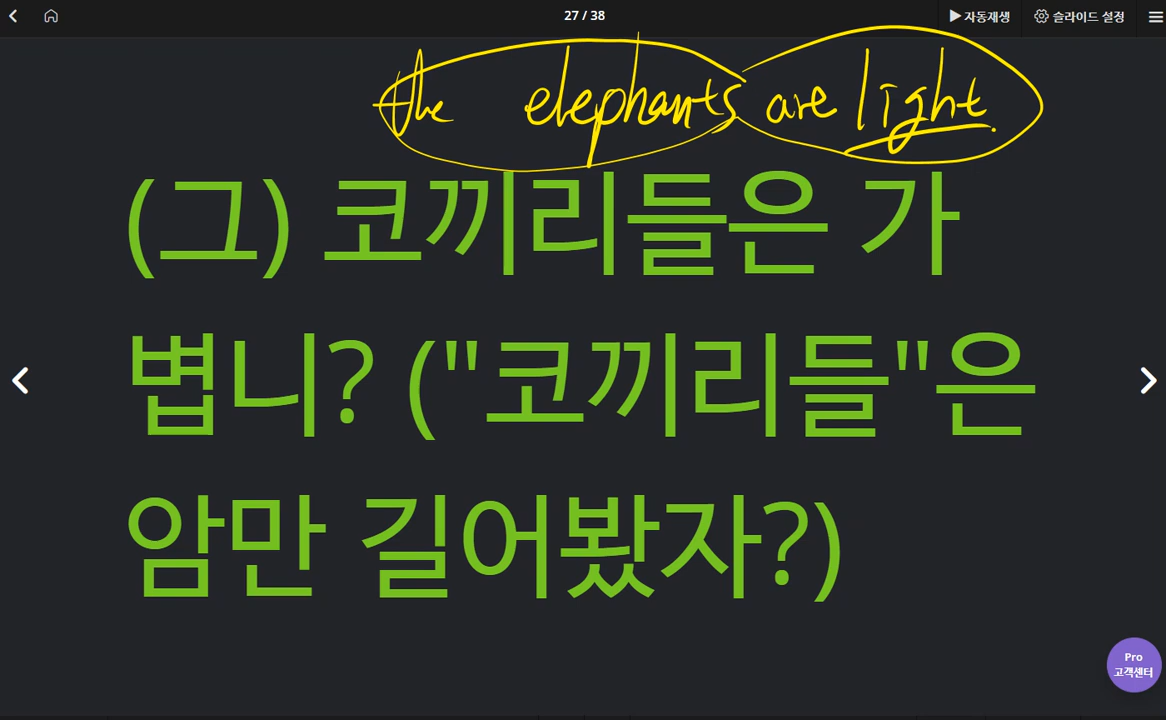 27 / 38
▶ 자동재생 슬라이드 설정
the elephants are light.
(그) 코끼리들은 가
볍니? ("코끼리들"은
암만 길어봤자?)
Pro
고객센터